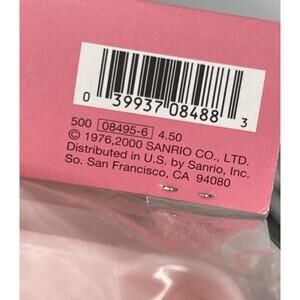 0 39937 08488 3
500 08495-6 4.50
© 1976,2000 SANRIO CO., LTD.
Distributed in U.S. by Sanrio, Inc.
So. San Francisco, CA 94080